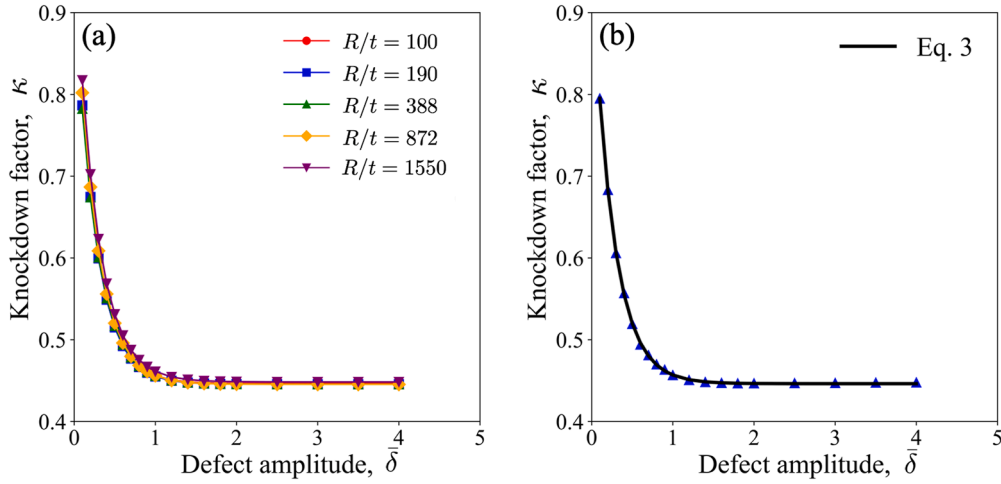 (a)
R/t = 100
R/t = 190
R/t = 388
R/t = 872
R/t = 1550
0.9
0.8
0.7
0.6
0.5
0.4
0 1 2 3 4 5
Knockdown factor, κ
Defect amplitude, δ̄
(b)
Eq. 3
0.9
0.8
0.7
0.6
0.5
0.4
0 1 2 3 4 5
Knockdown factor, κ
Defect amplitude, δ̄